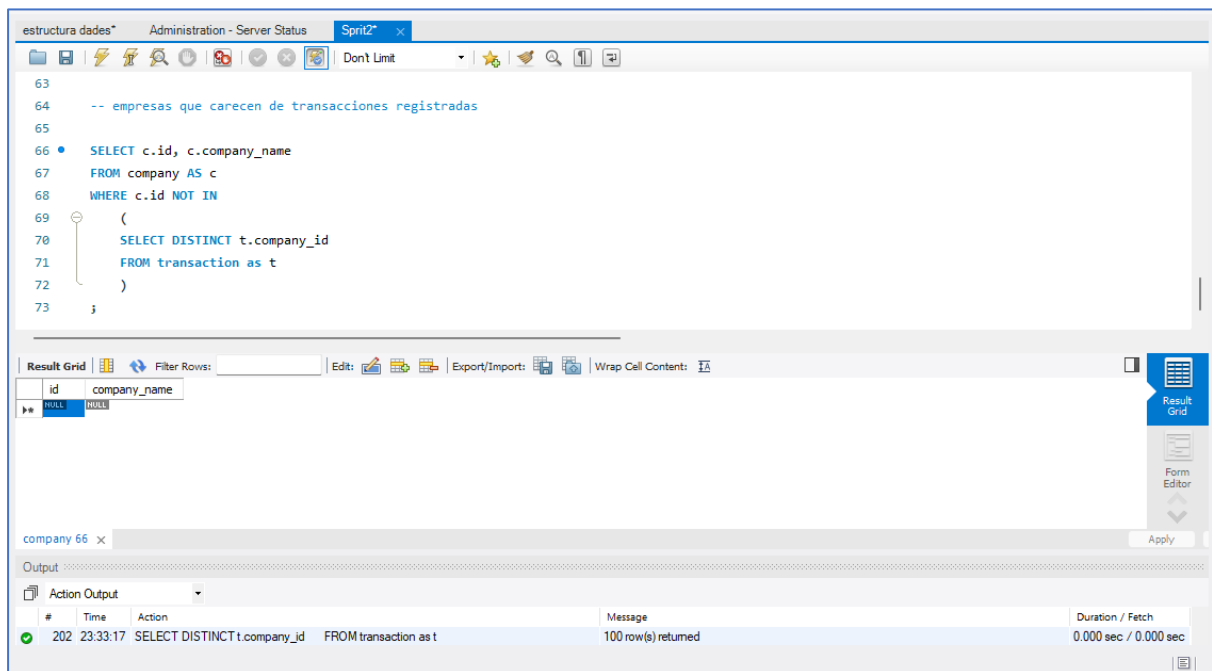 estructura dades* Administration - Server Status Sprit2* ×
Don't Limit
63
64 -- empresas que carecen de transacciones registradas
65
66 SELECT c.id, c.company_name
67 FROM company AS c
68 WHERE c.id NOT IN
69 (
70 SELECT DISTINCT t.company_id
71 FROM transaction as t
72 )
73 ;
Result Grid Filter Rows: Edit: Export/Import: Wrap Cell Content: IA
id company_name
NULL NULL
Result
Grid
Form
Editor
company 66 ×
Apply
Output
Action Output
# Time Action Message Duration / Fetch
202 23:33:17 SELECT DISTINCT t.company_id FROM transaction as t 100 row(s) returned 0.000 sec / 0.000 sec